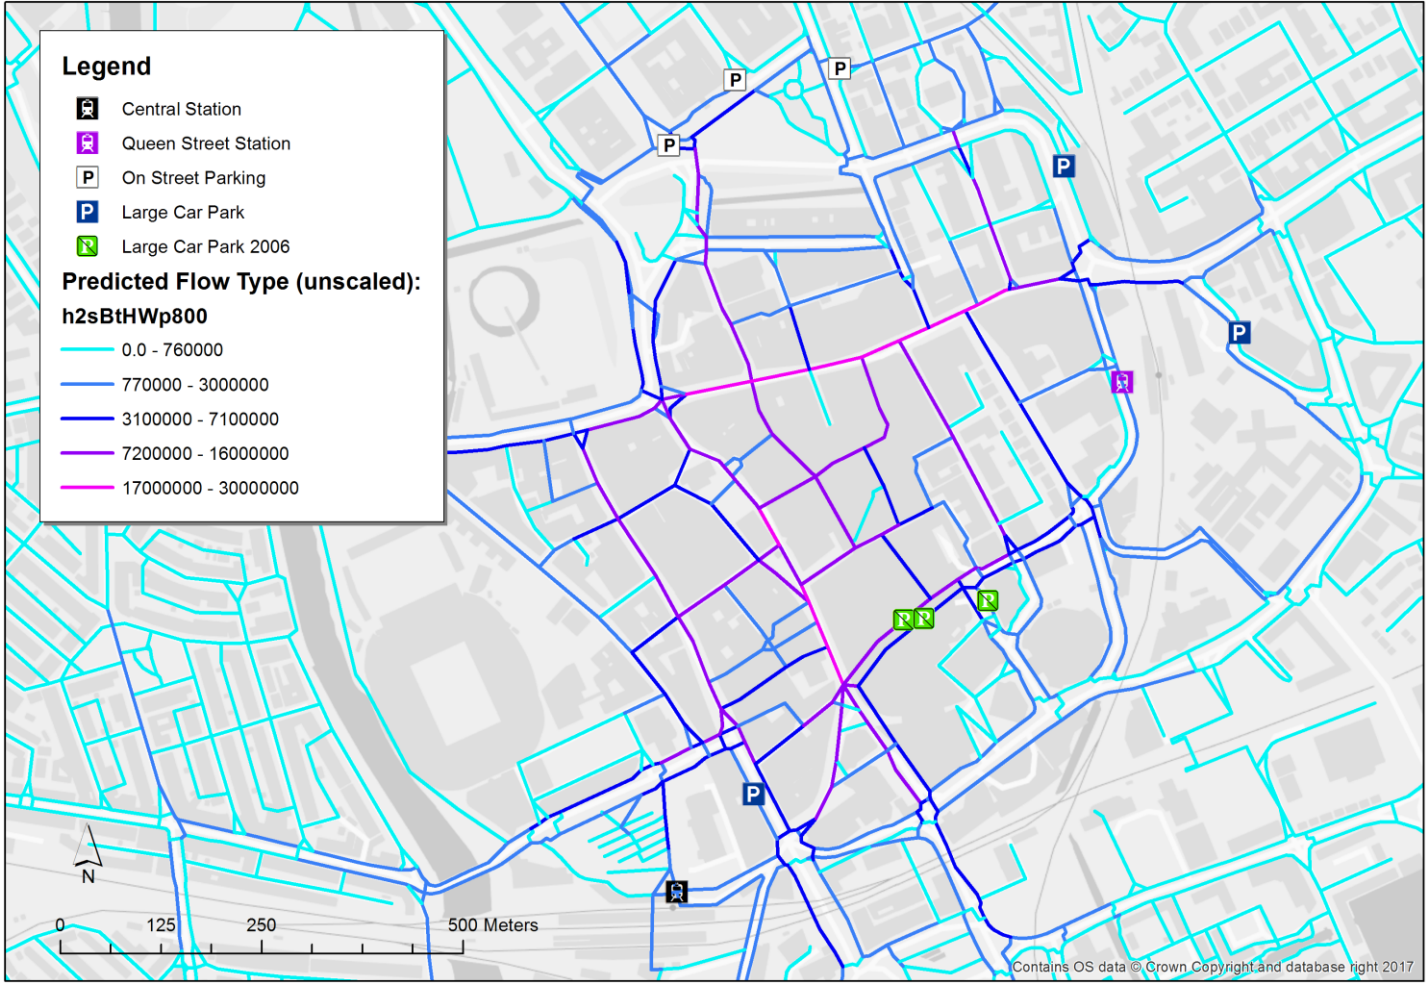 Legend
Central Station
Queen Street Station
P On Street Parking
P Large Car Park
P Large Car Park 2006
Predicted Flow Type (unscaled):
h2sBtHWp800
0.0 - 760000
770000 - 3000000
3100000 - 7100000
7200000 - 16000000
17000000 - 30000000
P
P
P
P
P
P
P
P
P
N
0 125 250 500 Meters
Contains OS data © Crown Copyright and database right 2017